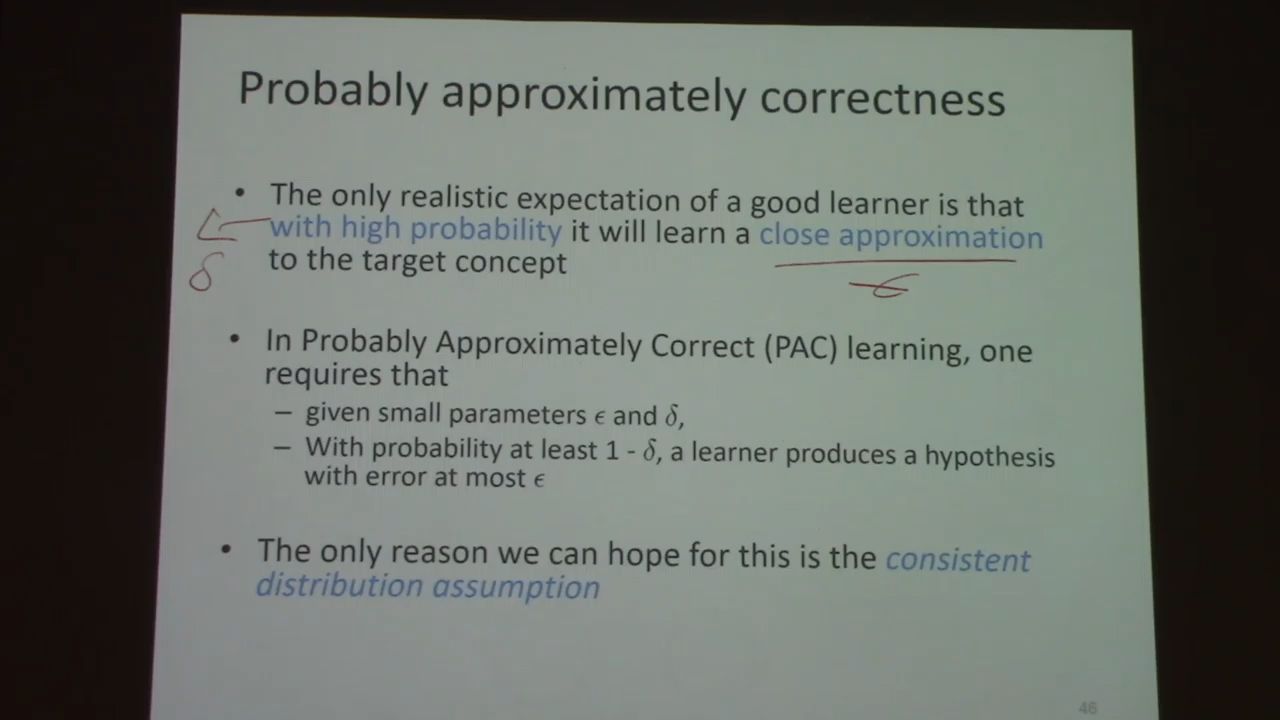 Probably approximately correctness
• The only realistic expectation of a good learner is that
with high probability it will learn a close approximation
to the target concept
δ
ϵ
• In Probably Approximately Correct (PAC) learning, one
requires that
– given small parameters ϵ and δ,
– With probability at least 1 - δ, a learner produces a hypothesis
with error at most ϵ
• The only reason we can hope for this is the consistent
distribution assumption
46